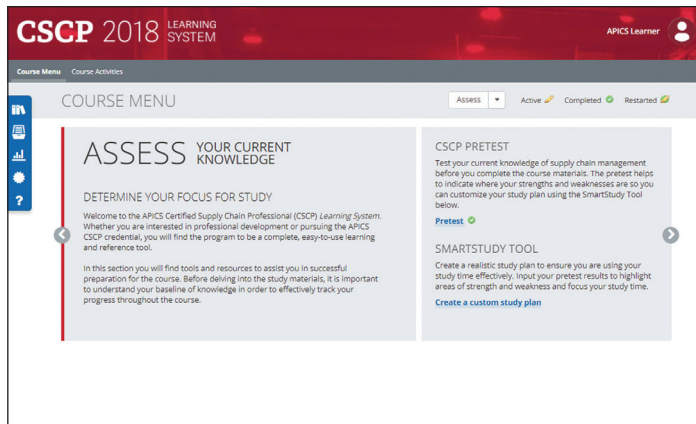 CSCP 2018 LEARNING SYSTEM
APICS Learner
Course Menu Course Activities
COURSE MENU
Assess Active Completed Restarted
ASSESS YOUR CURRENT KNOWLEDGE
DETERMINE YOUR FOCUS FOR STUDY
Welcome to the APICS Certified Supply Chain Professional (CSCP) Learning System.
Whether you are interested in professional development or pursuing the APICS
CSCP credential, you will find the program to be a complete, easy-to-use learning
and reference tool.
In this section you will find tools and resources to assist you in successful
preparation for the course. Before delving into the study materials, it is important
to understand your baseline of knowledge in order to effectively track your
progress throughout the course.
CSCP PRETEST
Test your current knowledge of supply chain management
before you complete the course materials. The pretest helps
to indicate where your strengths and weaknesses are so you
can customize your study plan using the SmartStudy Tool
below.
Pretest
SMARTSTUDY TOOL
Create a realistic study plan to ensure you are using your
study time effectively. Input your pretest results to highlight
areas of strength and weakness and focus your study time.
Create a custom study plan
?